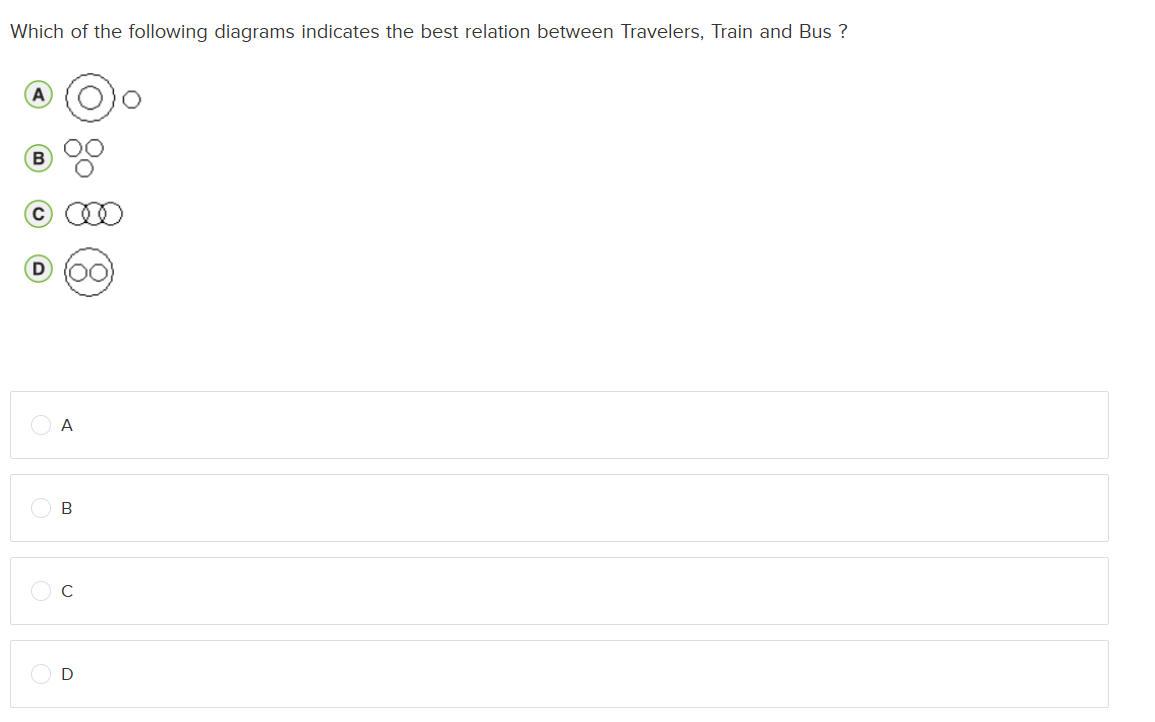 Which of the following diagrams indicates the best relation between Travelers, Train and Bus ?
A
B
C
D
A
B
C
D